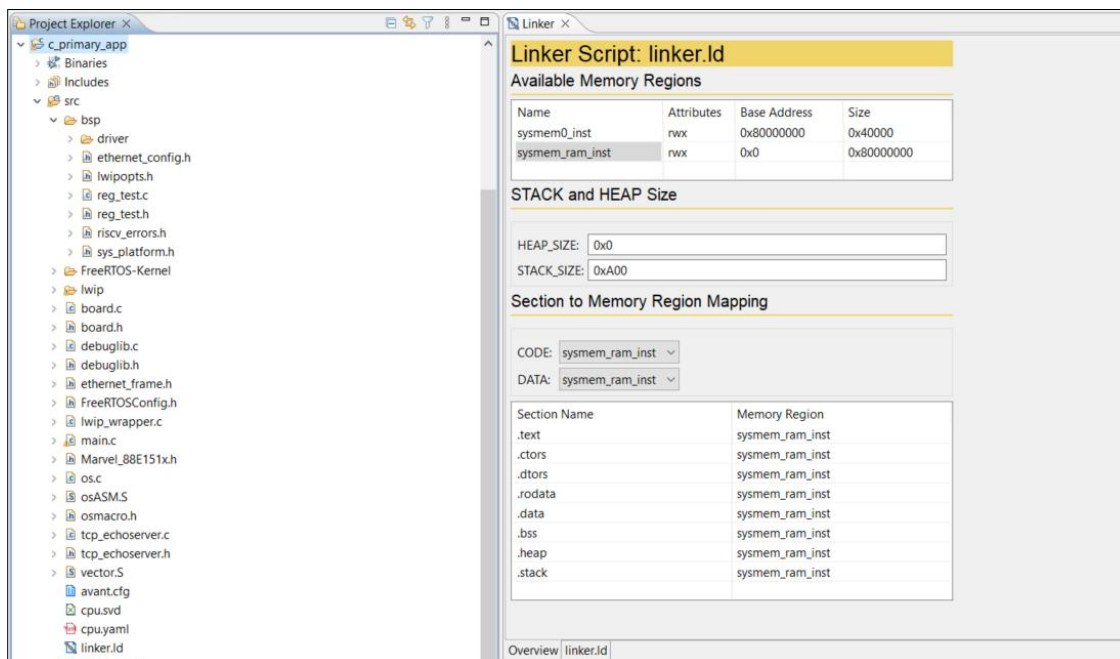 Project Explorer
c_primary_app
Binaries
Includes
src
bsp
driver
ethernet_config.h
lwipopts.h
reg_test.c
reg_test.h
riscv_errors.h
sys_platform.h
FreeRTOS-Kernel
lwip
board.c
board.h
debuglib.c
debuglib.h
ethernet_frame.h
FreeRTOSConfig.h
lwip_wrapper.c
main.c
Marvel_88E151x.h
os.c
osASM.S
osmacro.h
tcp_echoserver.c
tcp_echoserver.h
vector.S
avant.cfg
cpu.svd
cpu.yaml
linker.ld
Linker
Linker Script: linker.ld
Available Memory Regions
Name Attributes Base Address Size
sysmem0_inst rwx 0x80000000 0x40000
sysmem_ram_inst rwx 0x0 0x80000000
STACK and HEAP Size
HEAP_SIZE: 0x0
STACK_SIZE: 0xA00
Section to Memory Region Mapping
CODE: sysmem_ram_inst
DATA: sysmem_ram_inst
Section Name Memory Region
.text sysmem_ram_inst
.ctors sysmem_ram_inst
.dtors sysmem_ram_inst
.rodata sysmem_ram_inst
.data sysmem_ram_inst
.bss sysmem_ram_inst
.heap sysmem_ram_inst
.stack sysmem_ram_inst
Overview linker.ld